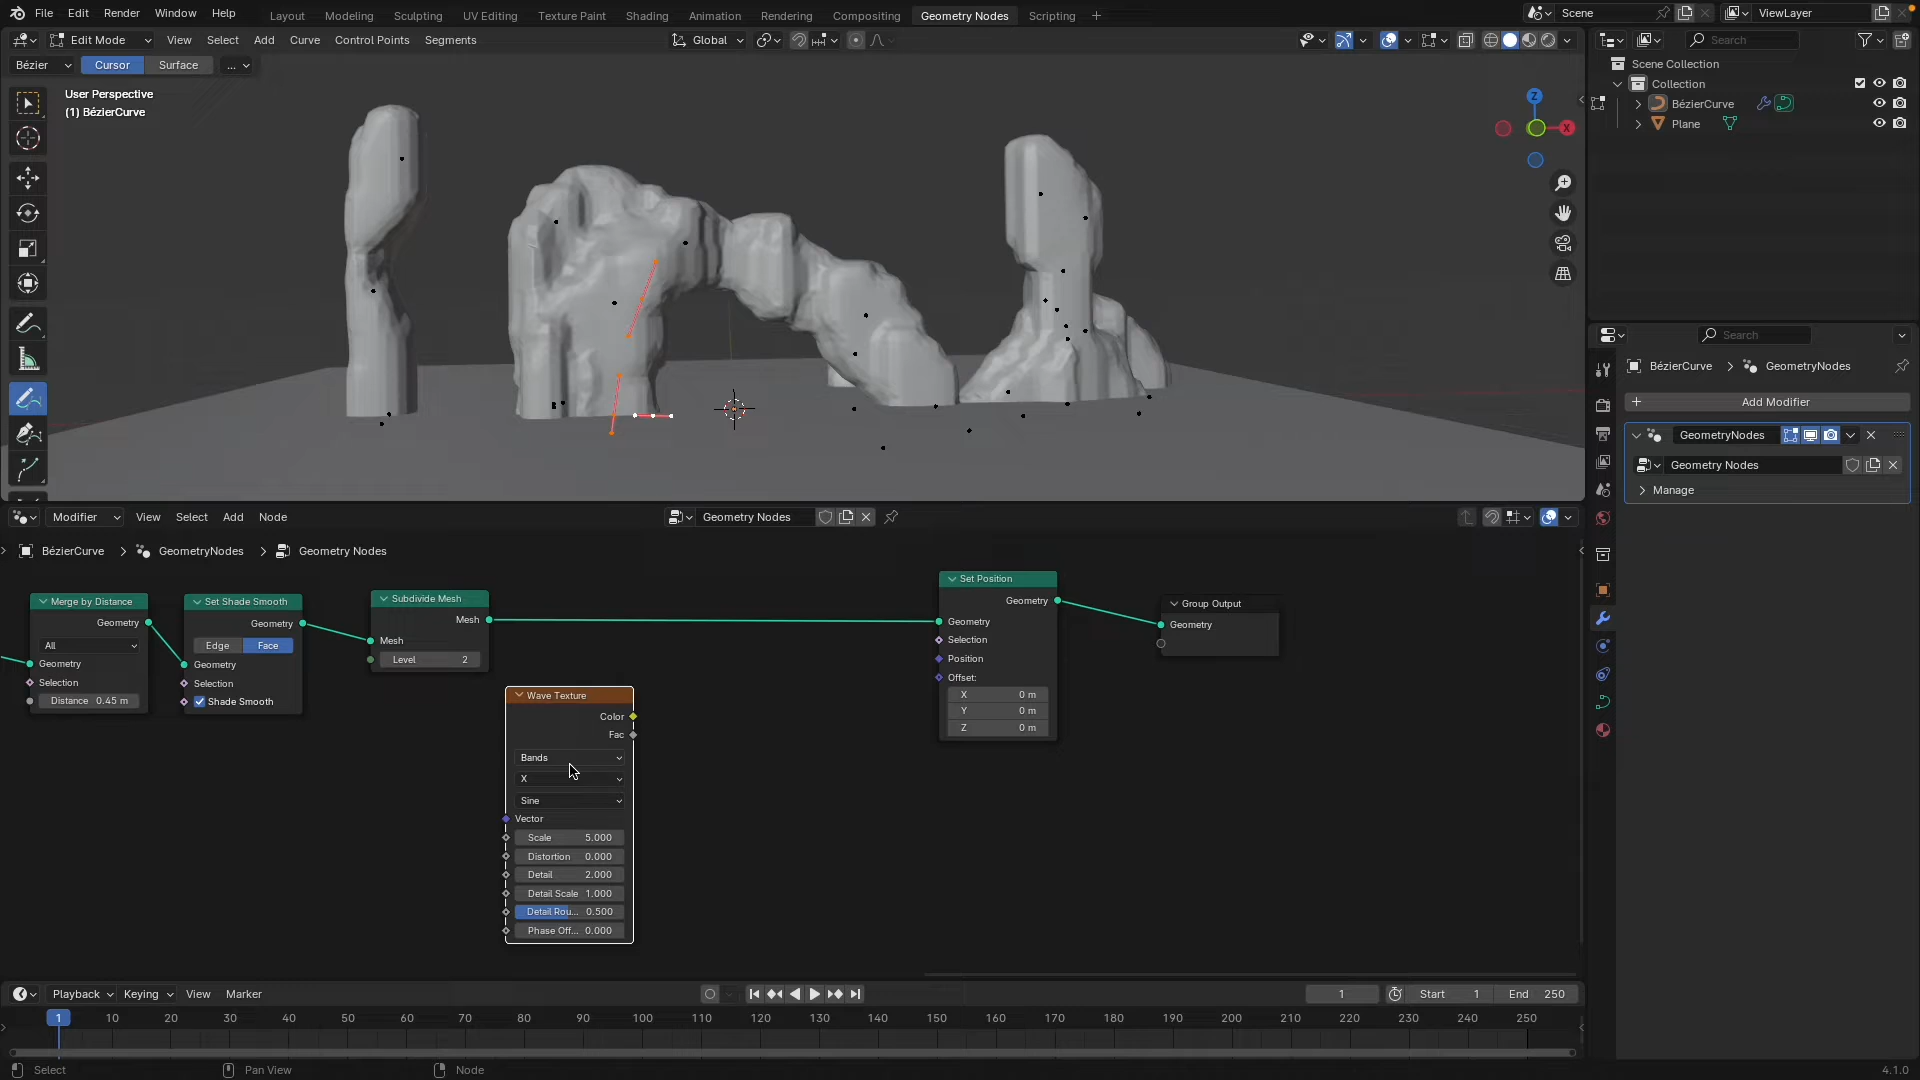 File Edit Render Window Help Layout Modeling Sculpting UV Editing Texture Paint Shading Animation Rendering Compositing Geometry Nodes Scripting + Scene ViewLayer
Edit Mode View Select Add Curve Control Points Segments Global Search
Bézier Cursor Surface ...
Scene Collection
Collection
BézierCurve
Plane
User Perspective
(1) BézierCurve
Z
X
Search
BézierCurve > GeometryNodes
+ Add Modifier
GeometryNodes
Geometry Nodes
Manage
Modifier View Select Add Node Geometry Nodes
BézierCurve > GeometryNodes > Geometry Nodes
Merge by Distance
Geometry
All
Geometry
Selection
Distance 0.45 m
Set Shade Smooth
Geometry
Edge Face
Geometry
Selection
Shade Smooth
Subdivide Mesh
Mesh
Mesh
Level 2
Wave Texture
Color
Fac
Bands
X
Sine
Vector
Scale 5.000
Distortion 0.000
Detail 2.000
Detail Scale 1.000
Detail Rou... 0.500
Phase Off... 0.000
Set Position
Geometry
Geometry
Selection
Position
Offset:
X 0 m
Y 0 m
Z 0 m
Group Output
Geometry
Playback Keying View Marker 1 Start 1 End 250
1 10 20 30 40 50 60 70 80 90 100 110 120 130 140 150 160 170 180 190 200 210 220 230 240 250
Select Pan View Node 4.1.0